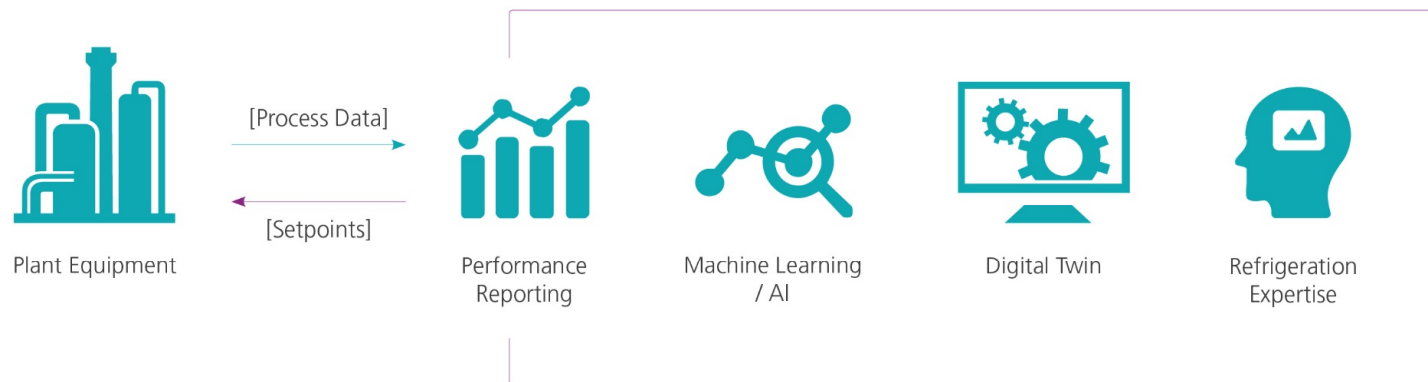 [Process Data]
[Setpoints]
Plant Equipment
Performance
Reporting
Machine Learning
/ AI
Digital Twin
Refrigeration
Expertise